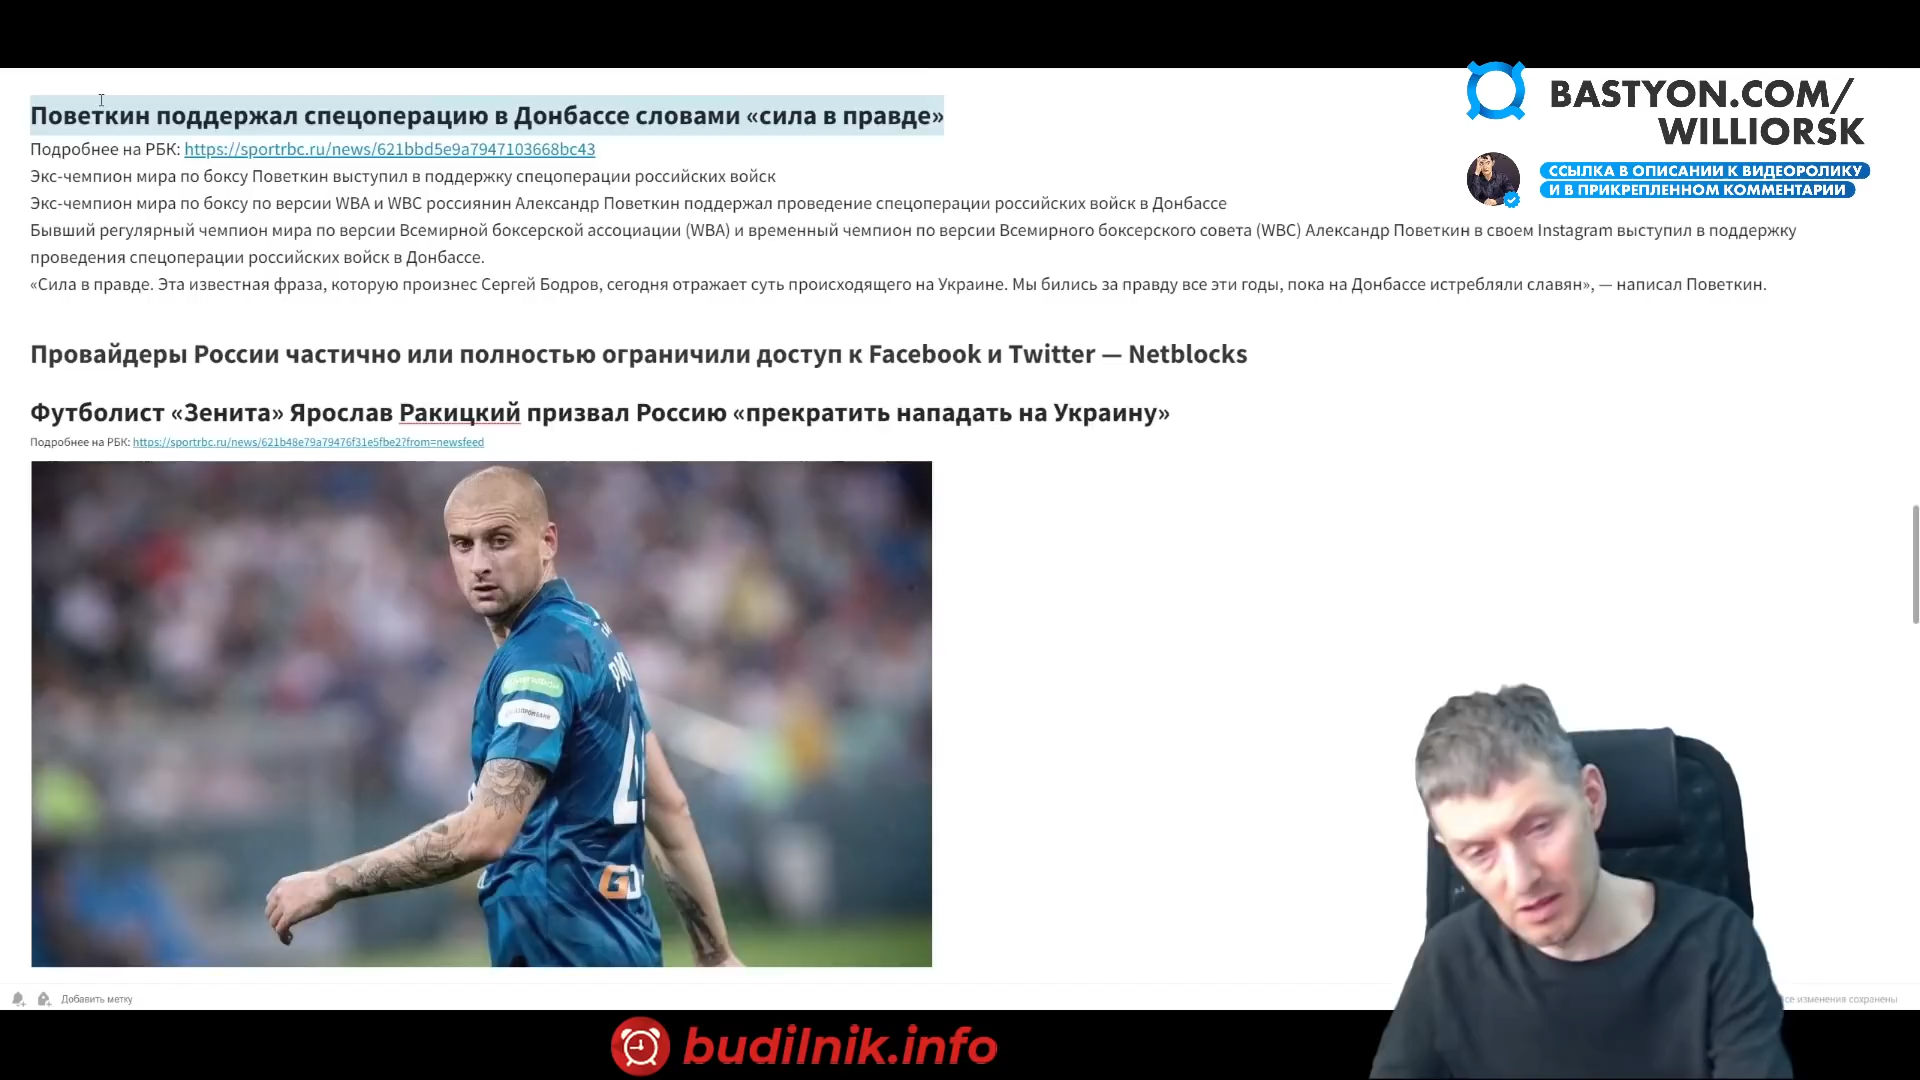 Поветкин поддержал спецоперацию в Донбассе словами «сила в правде»
Подробнее на РБК: https://sportrbc.ru/news/621bbd5e9a7947103668bc43
Экс-чемпион мира по боксу Поветкин выступил в поддержку спецоперации российских войск
Экс-чемпион мира по боксу по версии WBA и WBC россиянин Александр Поветкин поддержал проведение спецоперации российских войск в Донбассе
Бывший регулярный чемпион мира по версии Всемирной боксерской ассоциации (WBA) и временный чемпион по версии Всемирного боксерского совета (WBC) Александр Поветкин в своем Instagram выступил в поддержку
проведения спецоперации российских войск в Донбассе.
«Сила в правде. Эта известная фраза, которую произнес Сергей Бодров, сегодня отражает суть происходящего на Украине. Мы бились за правду все эти годы, пока на Донбассе истребляли славян», — написал Поветкин.
Провайдеры России частично или полностью ограничили доступ к Facebook и Twitter — Netblocks
Футболист «Зенита» Ярослав Ракицкий призвал Россию «прекратить нападать на Украину»
Подробнее на РБК: https://sportrbc.ru/news/621b48e79a79476f31e5fbe2?from=newsfeed
BASTYON.COM/
WILLIORSK
ССЫЛКА В ОПИСАНИИ К ВИДЕОРОЛИКУ
И В ПРИКРЕПЛЕННОМ КОММЕНТАРИИ
Добавить метку
се изменения сохранены
budilnik.info